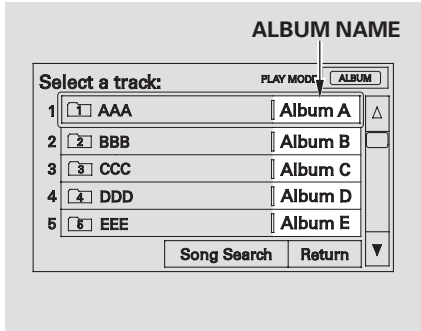 ALBUM NAME
Select a track: PLAY MODE ALBUM
1 1 AAA Album A
2 2 BBB Album B
3 3 CCC Album C
4 4 DDD Album D
5 5 EEE Album E
Song Search Return